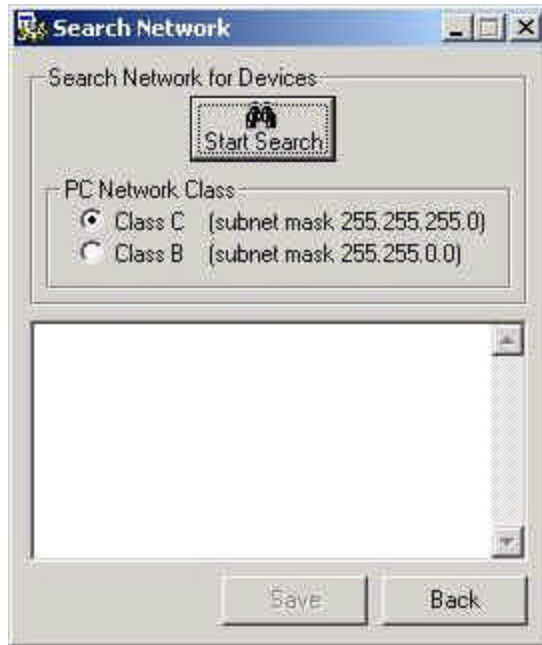 Search Network
Search Network for Devices
Start Search
PC Network Class
Class C (subnet mask 255.255.255.0)
Class B (subnet mask 255.255.0.0)
Save
Back